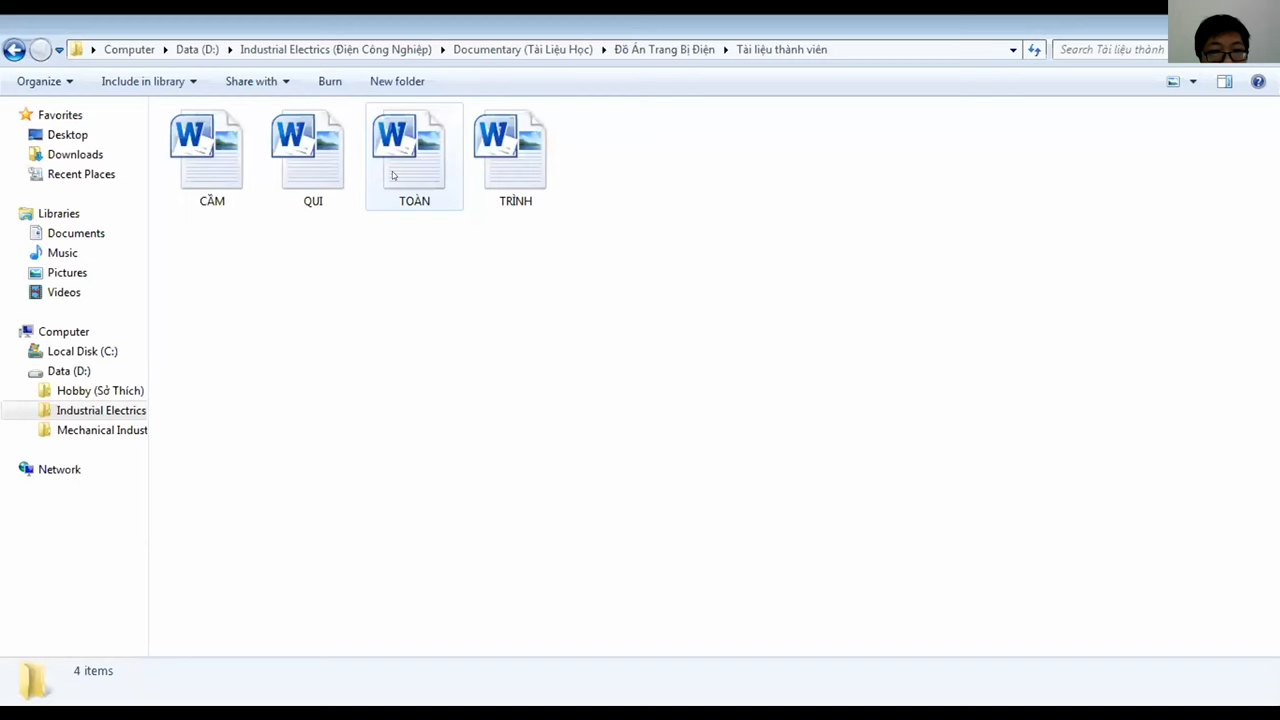 Computer ▸ Data (D:) ▸ Industrial Electrics (Điện Công Nghiệp) ▸ Documentary (Tài Liệu Học) ▸ Đồ Án Trang Bị Điện ▸ Tài liệu thành viên
Search Tài liệu thành
Organize
Include in library
Share with
Burn
New folder
Favorites
Desktop
Downloads
Recent Places
Libraries
Documents
Music
Pictures
Videos
Computer
Local Disk (C:)
Data (D:)
Hobby (Sở Thích)
Industrial Electrics
Mechanical Indust
Network
CẦM
QUI
TOÀN
TRÌNH
4 items